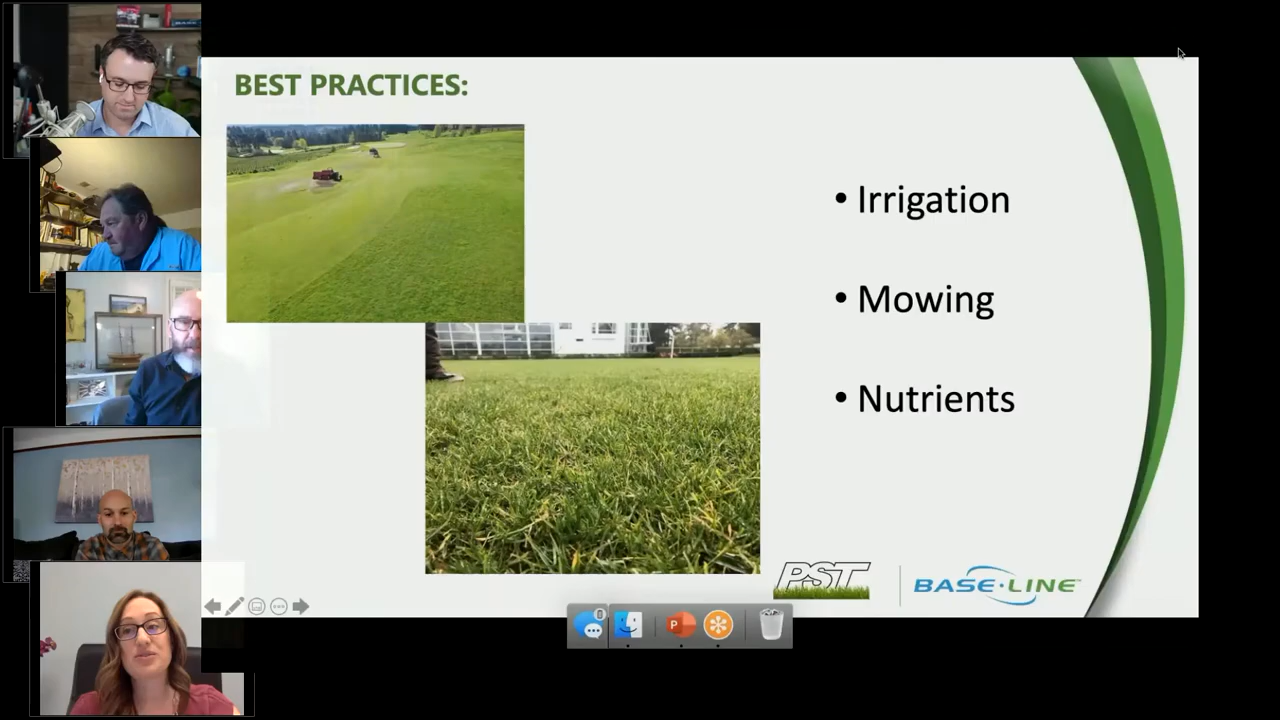 BEST PRACTICES:
• Irrigation
• Mowing
• Nutrients
PST
BASE·LINE
P